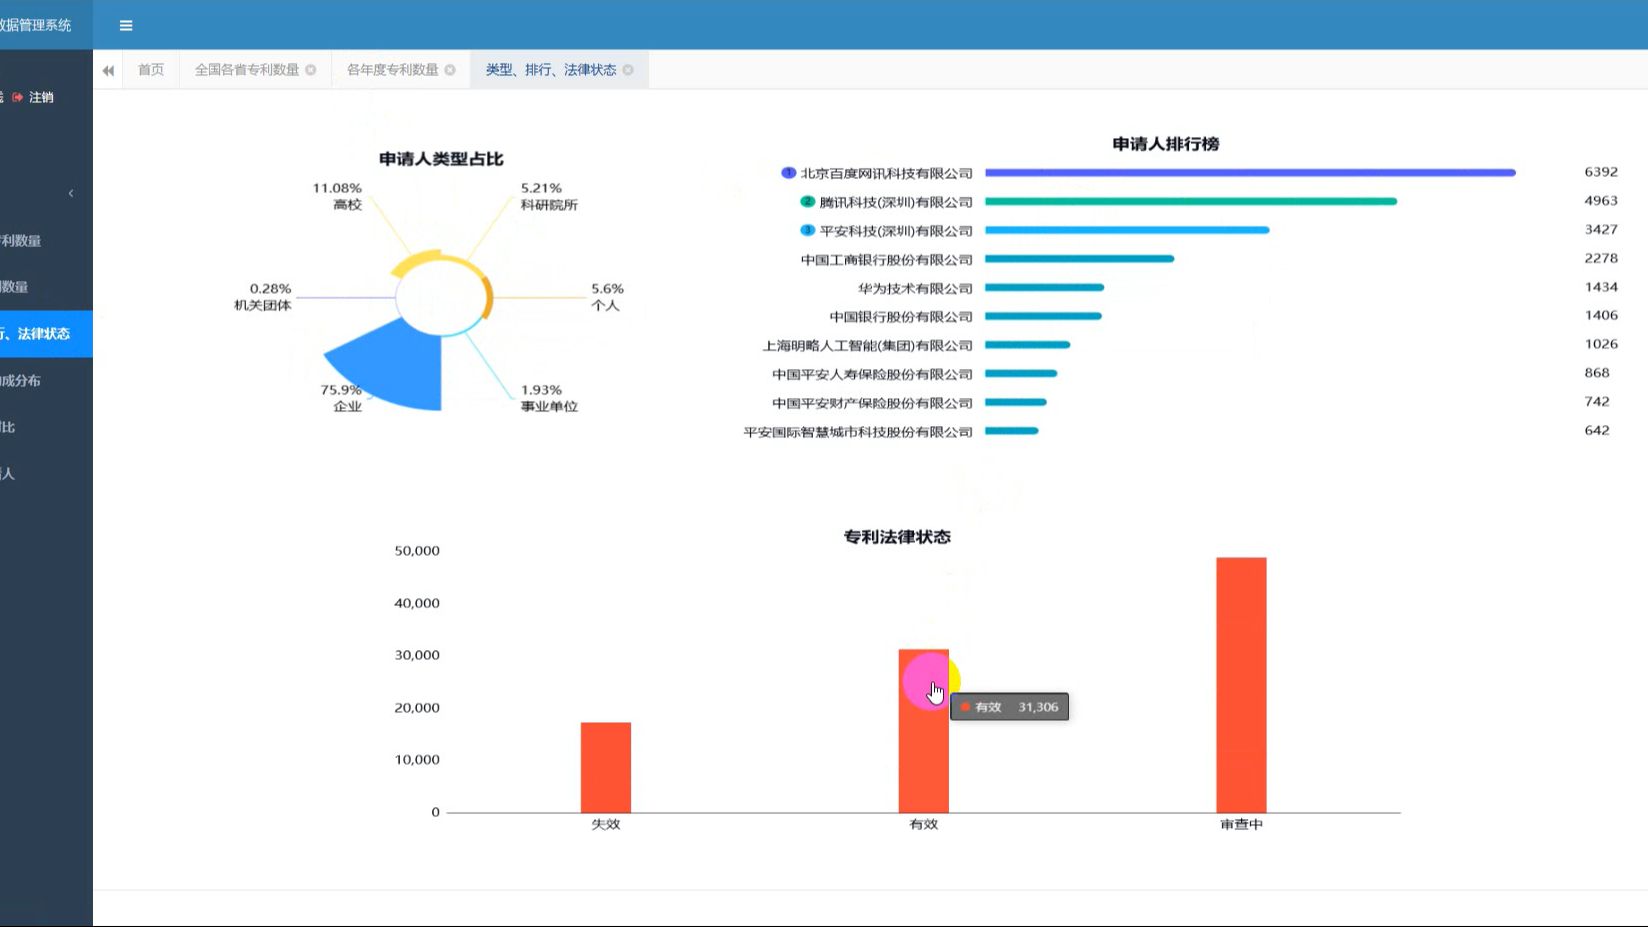 数据管理系统
注销
首页
全国各省专利数量
各年度专利数量
类型、排行、法律状态
专利数量
数量
行、法律状态
构成分布
对比
请人
申请人类型占比
11.08%
高校
5.21%
科研院所
0.28%
机关团体
5.6%
个人
75.9%
企业
1.93%
事业单位
申请人排行榜
1 北京百度网讯科技有限公司 6392
2 腾讯科技(深圳)有限公司 4963
3 平安科技(深圳)有限公司 3427
中国工商银行股份有限公司 2278
华为技术有限公司 1434
中国银行股份有限公司 1406
上海明略人工智能(集团)有限公司 1026
中国平安人寿保险股份有限公司 868
中国平安财产保险股份有限公司 742
平安国际智慧城市科技股份有限公司 642
专利法律状态
50,000
40,000
30,000
20,000
10,000
0
有效 31,306
失效 有效 审查中